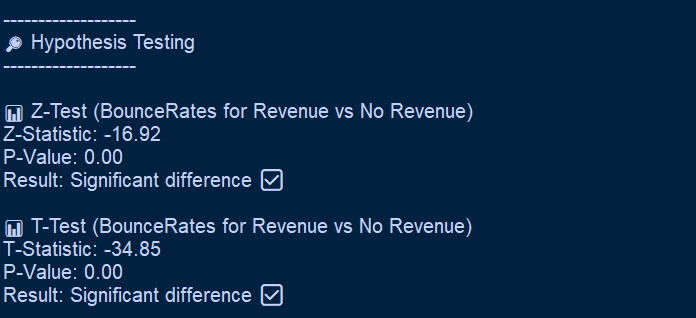 --------------------
🔎 Hypothesis Testing
--------------------
📊 Z-Test (BounceRates for Revenue vs No Revenue)
Z-Statistic: -16.92
P-Value: 0.00
Result: Significant difference ☑
📊 T-Test (BounceRates for Revenue vs No Revenue)
T-Statistic: -34.85
P-Value: 0.00
Result: Significant difference ☑